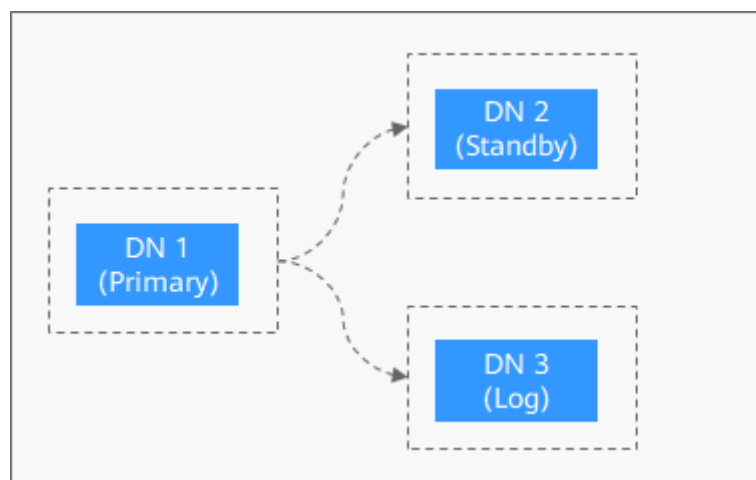 DN 1
(Primary)
DN 2
(Standby)
DN 3
(Log)